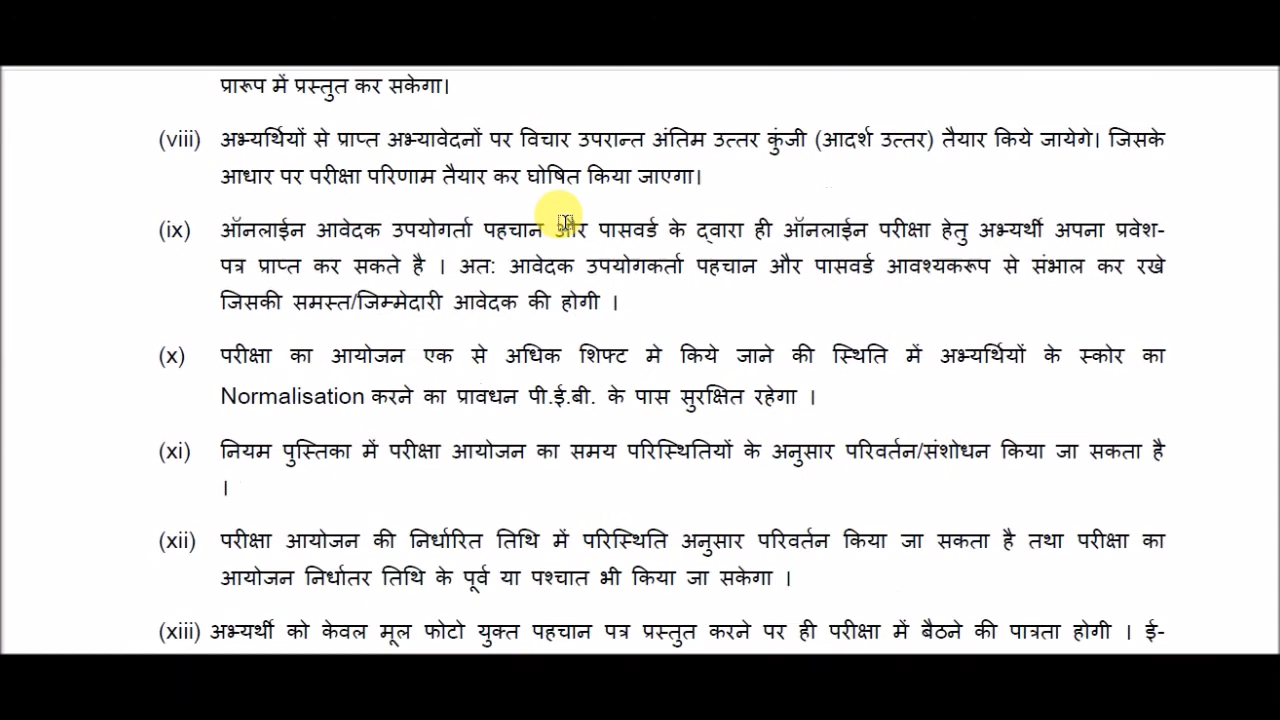 प्रारूप में प्रस्तुत कर सकेगा।
(viii) अभ्यर्थियों से प्राप्त अभ्यावेदनों पर विचार उपरान्त अंतिम उत्तर कुंजी (आदर्श उत्तर) तैयार किये जायेगे। जिसके
आधार पर परीक्षा परिणाम तैयार कर घोषित किया जाएगा।
(ix) ऑनलाईन आवेदक उपयोगर्ता पहचान और पासवर्ड के द्वारा ही ऑनलाईन परीक्षा हेतु अभ्यर्थी अपना प्रवेश-
पत्र प्राप्त कर सकते है । अत: आवेदक उपयोगकर्ता पहचान और पासवर्ड आवश्यकरूप से संभाल कर रखे
जिसकी समस्त/जिम्मेदारी आवेदक की होगी ।
(x) परीक्षा का आयोजन एक से अधिक शिफ्ट मे किये जाने की स्थिति में अभ्यर्थियों के स्कोर का
Normalisation करने का प्रावधन पी.ई.बी. के पास सुरक्षित रहेगा ।
(xi) नियम पुस्तिका में परीक्षा आयोजन का समय परिस्थितियों के अनुसार परिवर्तन/संशोधन किया जा सकता है
।
(xii) परीक्षा आयोजन की निर्धारित तिथि में परिस्थिति अनुसार परिवर्तन किया जा सकता है तथा परीक्षा का
आयोजन निर्धातर तिथि के पूर्व या पश्चात भी किया जा सकेगा ।
(xiii) अभ्यर्थी को केवल मूल फोटो युक्त पहचान पत्र प्रस्तुत करने पर ही परीक्षा में बैठने की पात्रता होगी । ई-